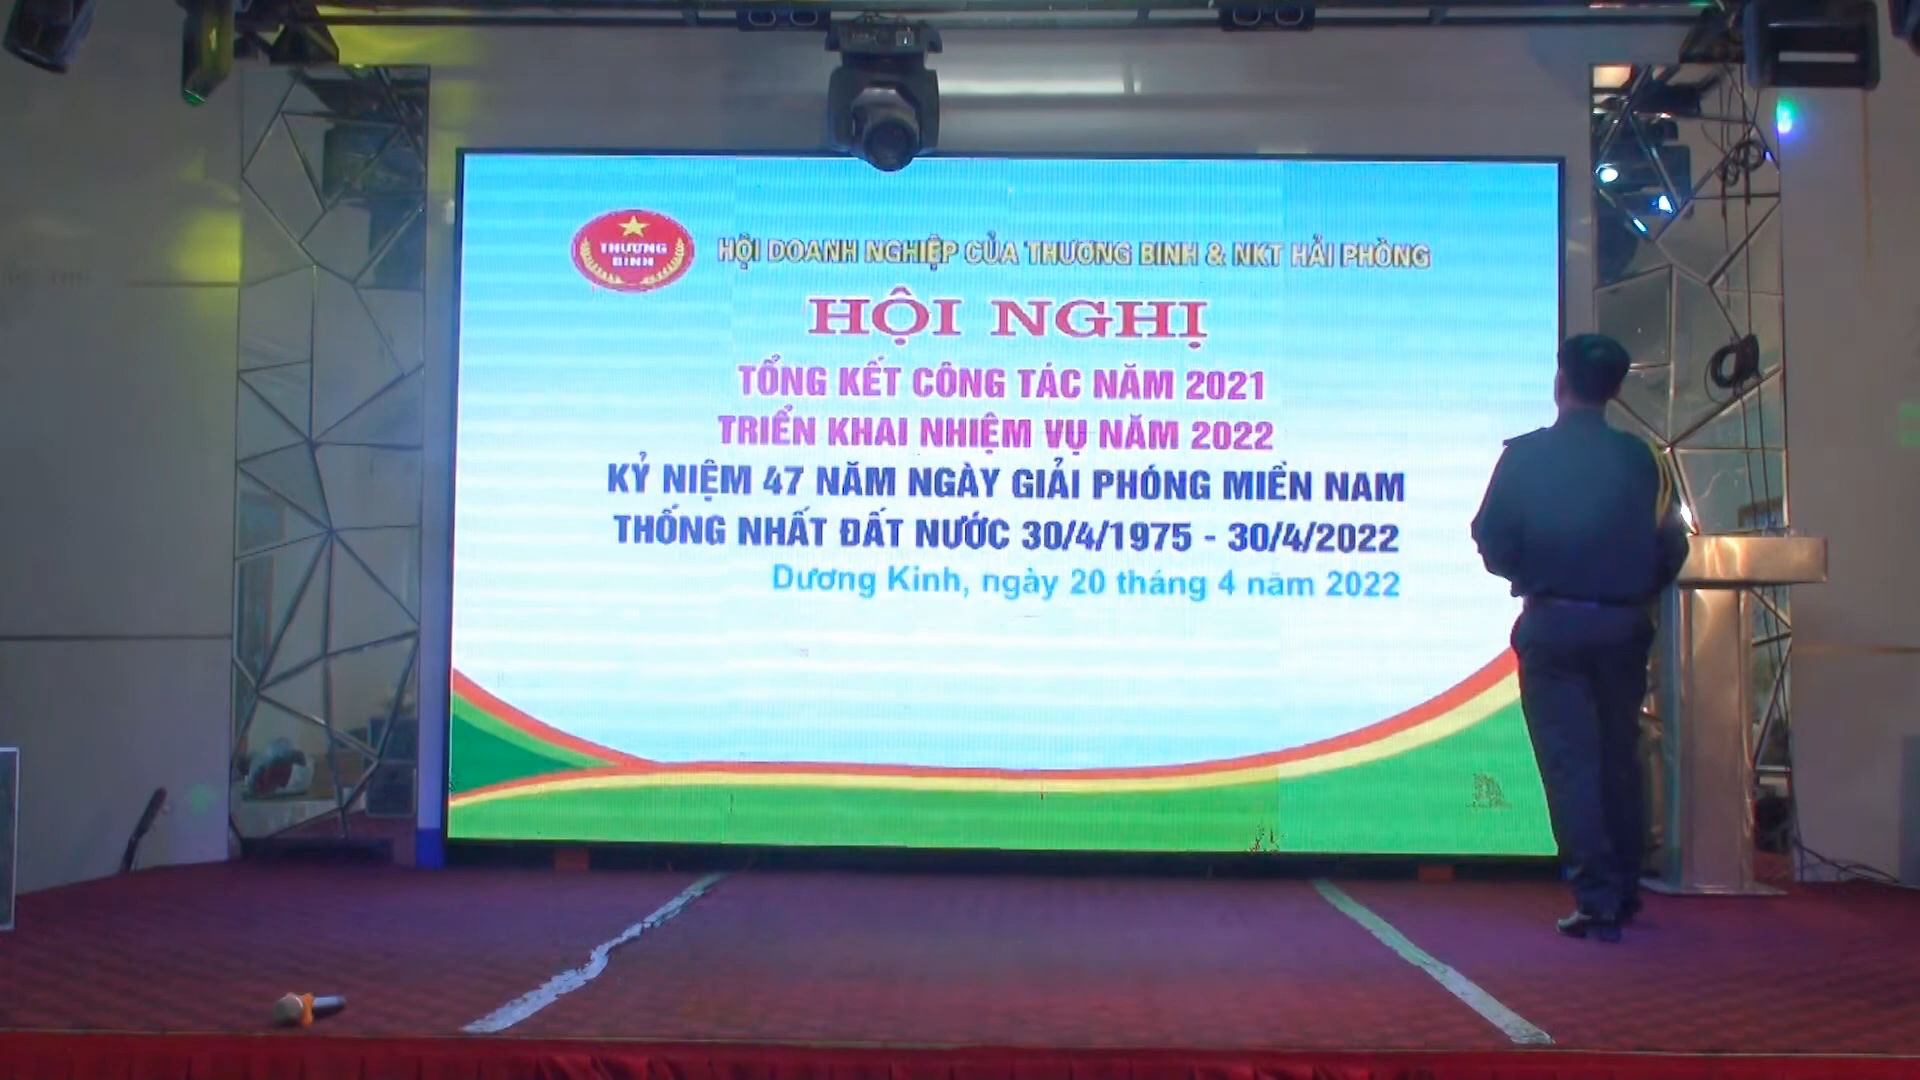 THƯƠNG
BINH
HỘI DOANH NGHIỆP CỦA THƯƠNG BINH & NKT HẢI PHÒNG
HỘI NGHỊ
TỔNG KẾT CÔNG TÁC NĂM 2021
TRIỂN KHAI NHIỆM VỤ NĂM 2022
KỶ NIỆM 47 NĂM NGÀY GIẢI PHÓNG MIỀN NAM
THỐNG NHẤT ĐẤT NƯỚC 30/4/1975 - 30/4/2022
Dương Kinh, ngày 20 tháng 4 năm 2022